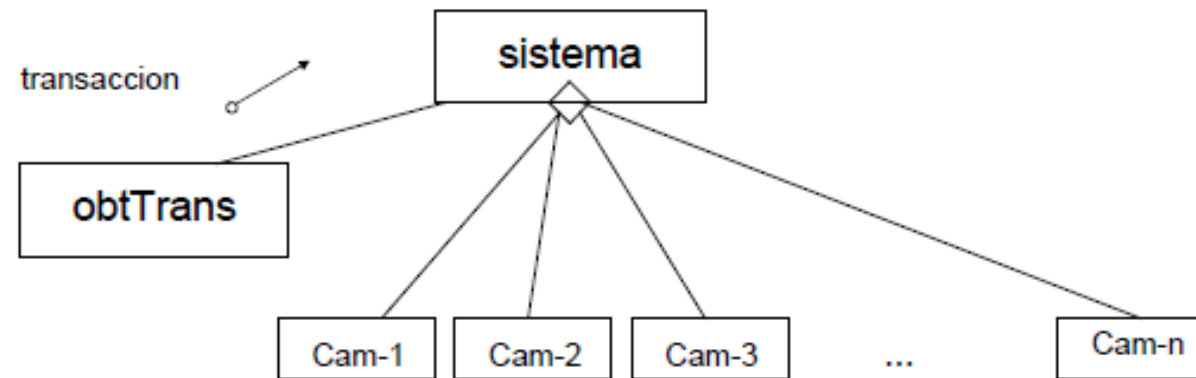 sistema
transaccion
obtTrans
Cam-1
Cam-2
Cam-3
...
Cam-n